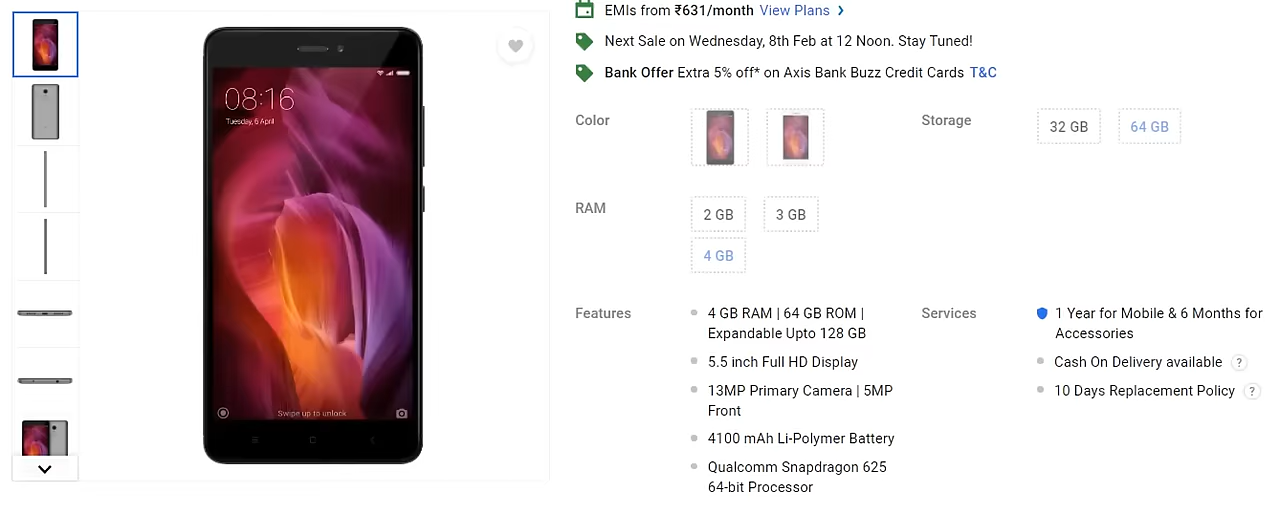 EMIs from ₹631/month View Plans
Next Sale on Wednesday, 8th Feb at 12 Noon. Stay Tuned!
Bank Offer Extra 5% off* on Axis Bank Buzz Credit Cards T&C
08:16
Tuesday, 6 April
Swipe up to unlock
Color
Storage
32 GB
64 GB
RAM
2 GB
3 GB
4 GB
Features
4 GB RAM | 64 GB ROM |
Expandable Upto 128 GB
5.5 inch Full HD Display
13MP Primary Camera | 5MP
Front
4100 mAh Li-Polymer Battery
Qualcomm Snapdragon 625
64-bit Processor
Services
1 Year for Mobile & 6 Months for
Accessories
Cash On Delivery available ?
10 Days Replacement Policy ?